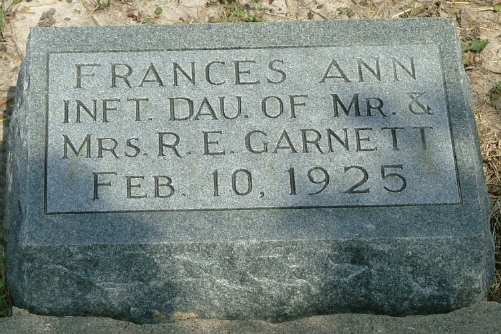 FRANCES ANN
INFT. DAU. OF MR. &
MRS. R. E. GARNETT
FEB. 10, 1925